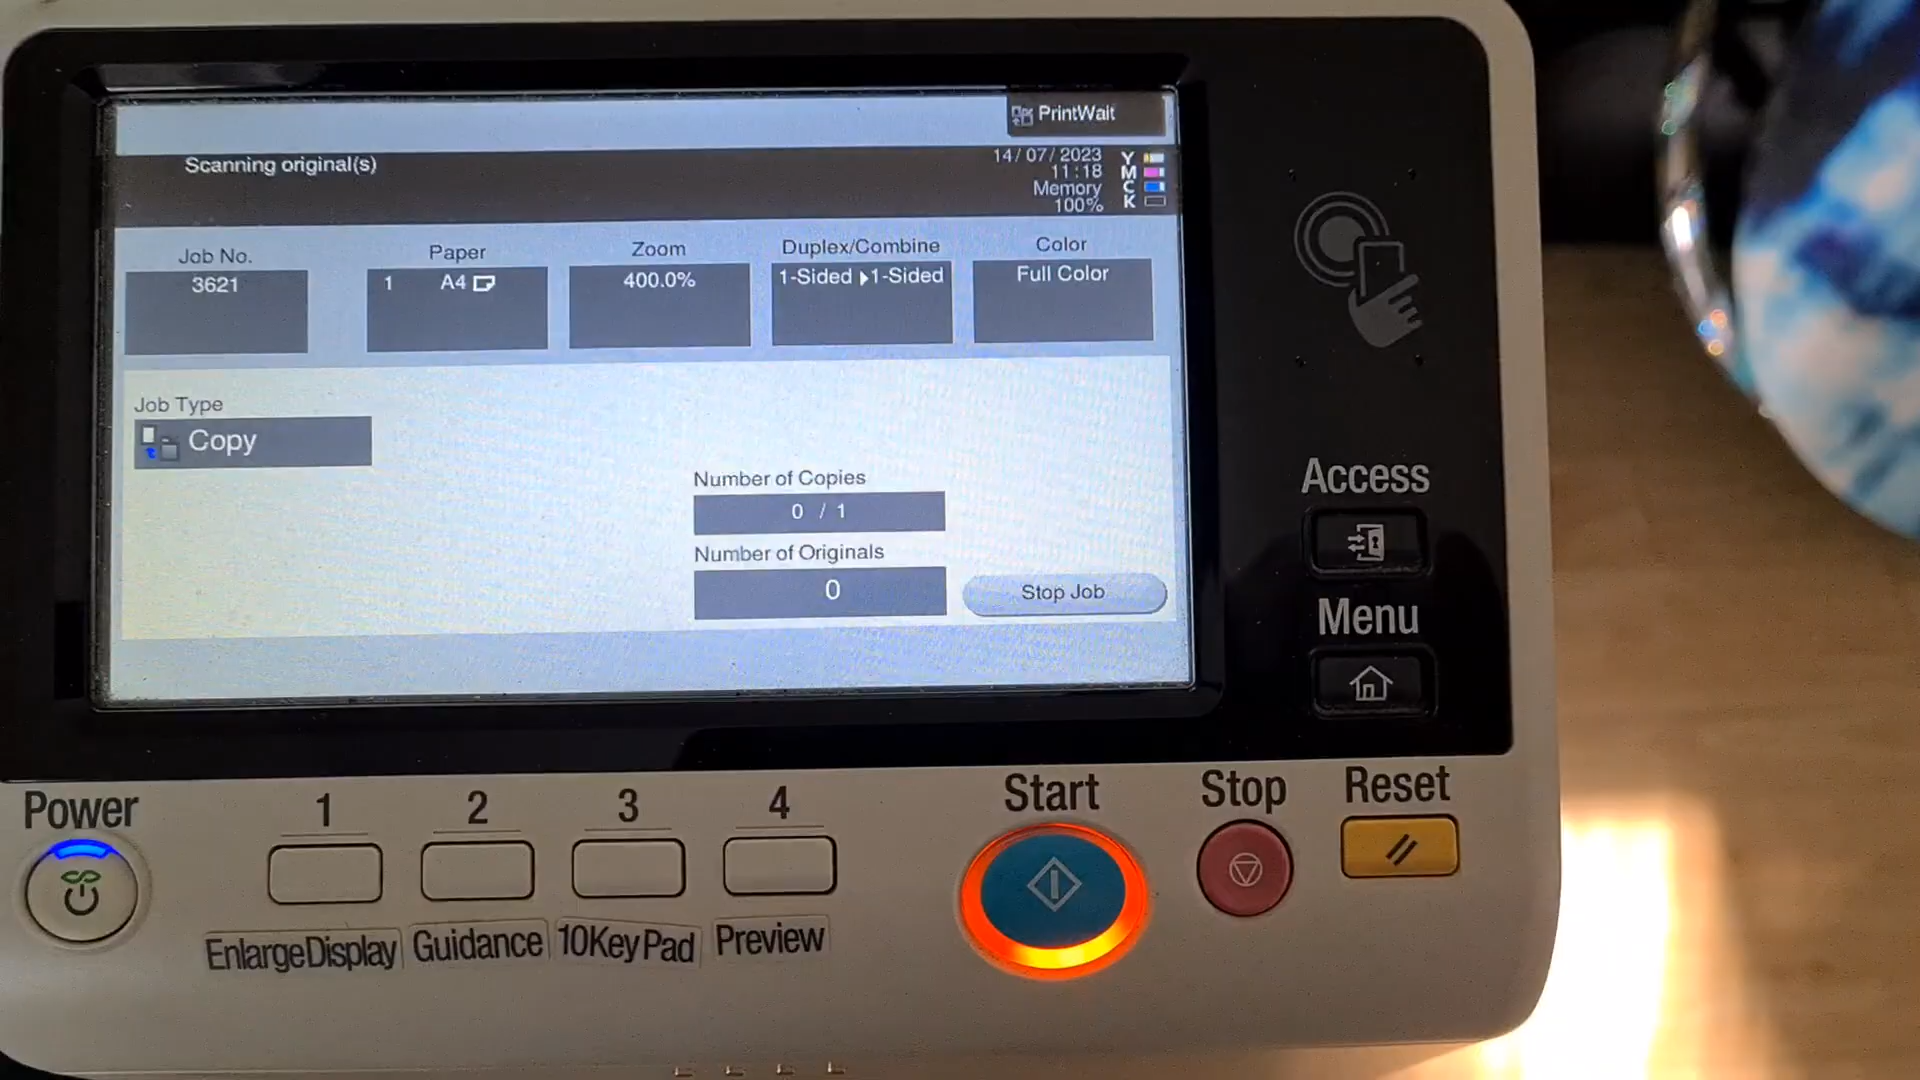 PrintWait
Scanning original(s)
14/07/2023
11:18
Memory
100%
Y
M
C
K
Job No.
3621
Paper
1 A4
Zoom
400.0%
Duplex/Combine
1-Sided 1-Sided
Color
Full Color
Job Type
Copy
Number of Copies
0 / 1
Number of Originals
0
Stop Job
Access
Menu
Power
1
2
3
4
Start
Stop
Reset
EnlargeDisplay
Guidance
10KeyPad
Preview